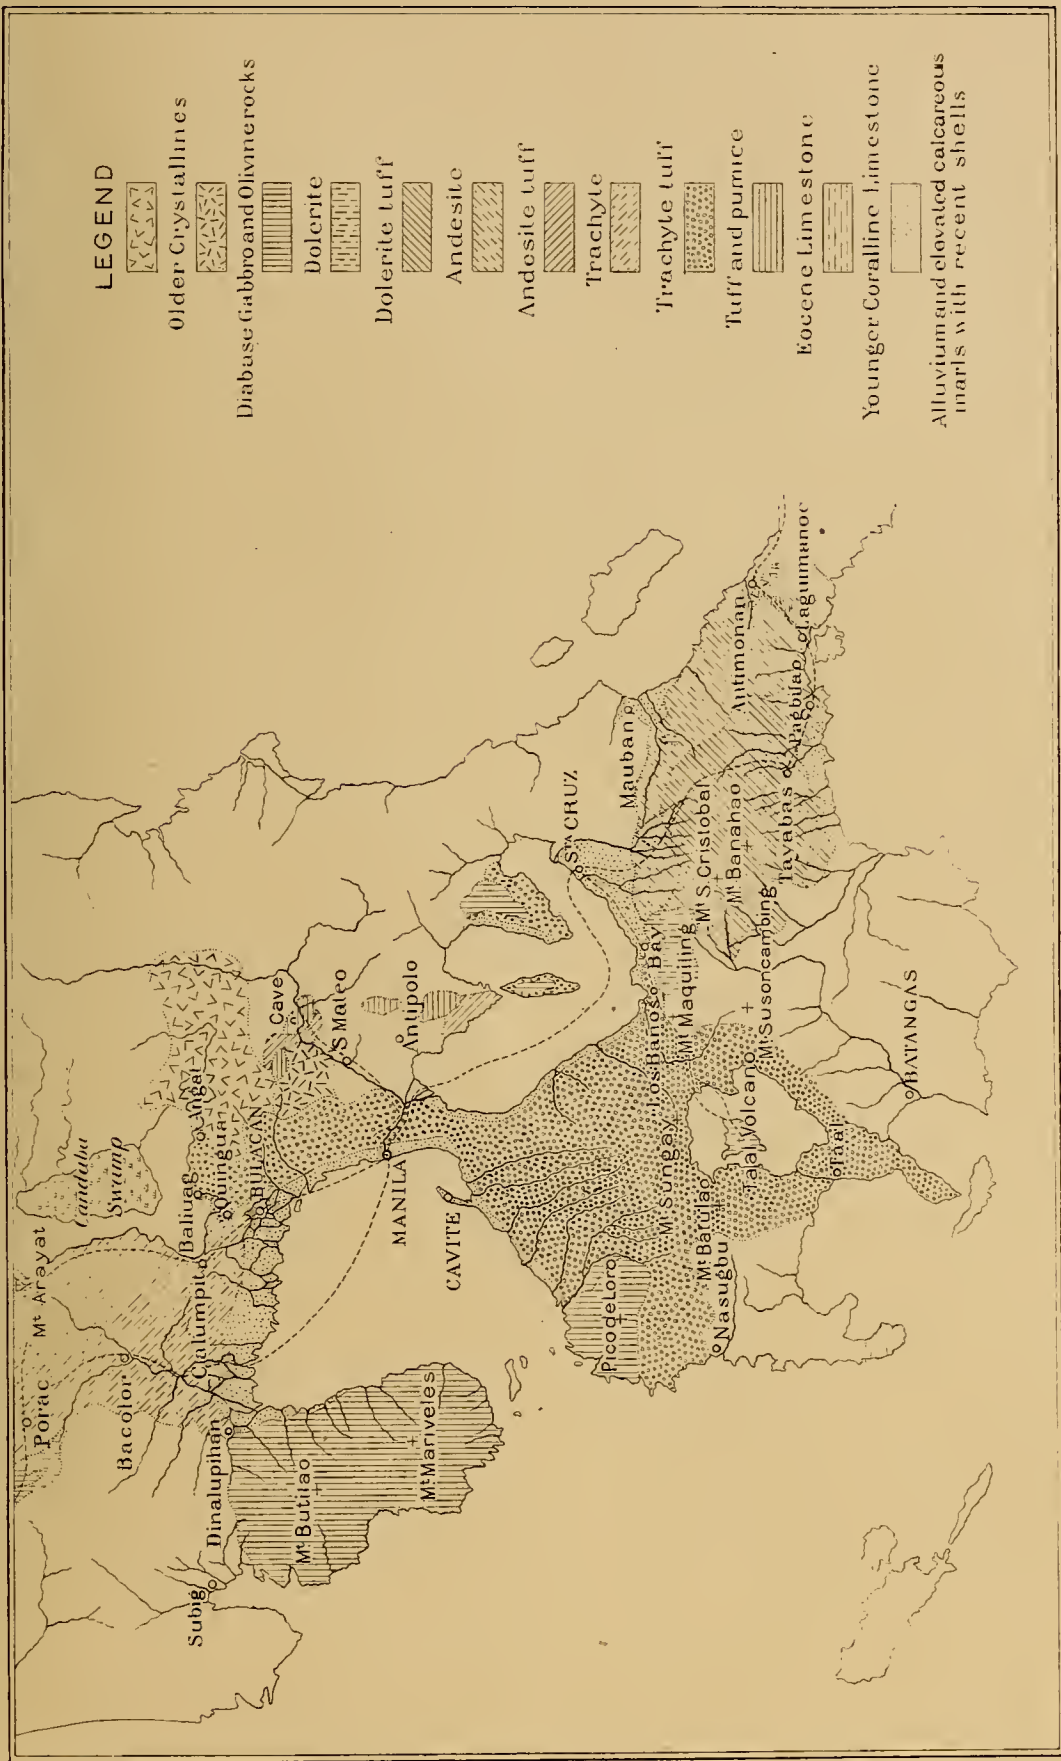 LEGEND
Older Crystallines
Diabase Gabbro and Olivinerocks
Dolerite
Dolerite tuff
Andesite
Andesite tuff
Trachyte
Trachyte tuff
Tuff and pumice
Eocene Limestone
Younger Coralline Limestone
Alluvium and elevated calcareous
marls with recent shells
Porac
Mt Arayat
Candaba
Swamp
Bacolor
Calumpit
Baliuag
Quingua
Angat
BULACAN
Dinalupihan
Subig
Mt Butilao
Mt Mariveles
Cave
S Mateo
Antipolo
MANILA
CAVITE
Sta CRUZ
Mauban
Antimonan
Pagbilao
Laguimanoc
Tayabas
Mt S. Cristobal
Mt Banahao
Los Banos
Bay
Mt Maquiling
Mt Susoncambing
Mt Sungay
Taal Volcano
Taal
Mt Batulao
Nasugbu
Pico de Loro
BATANGAS